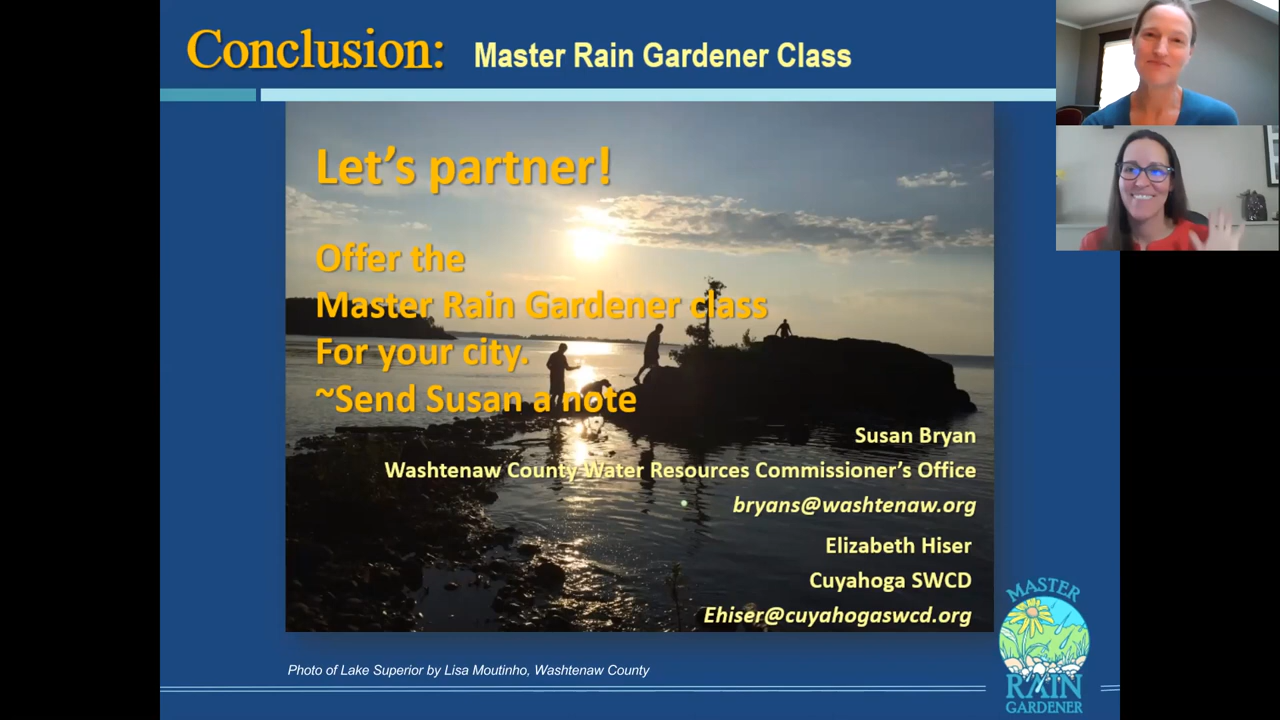 Conclusion: Master Rain Gardener Class
Let's partner!
Offer the
Master Rain Gardener class
For your city.
~Send Susan a note
Susan Bryan
Washtenaw County Water Resources Commissioner's Office
bryans@washtenaw.org
Elizabeth Hiser
Cuyahoga SWCD
Ehiser@cuyahogaswcd.org
Photo of Lake Superior by Lisa Moutinho, Washtenaw County
MASTER
RAIN
GARDENER